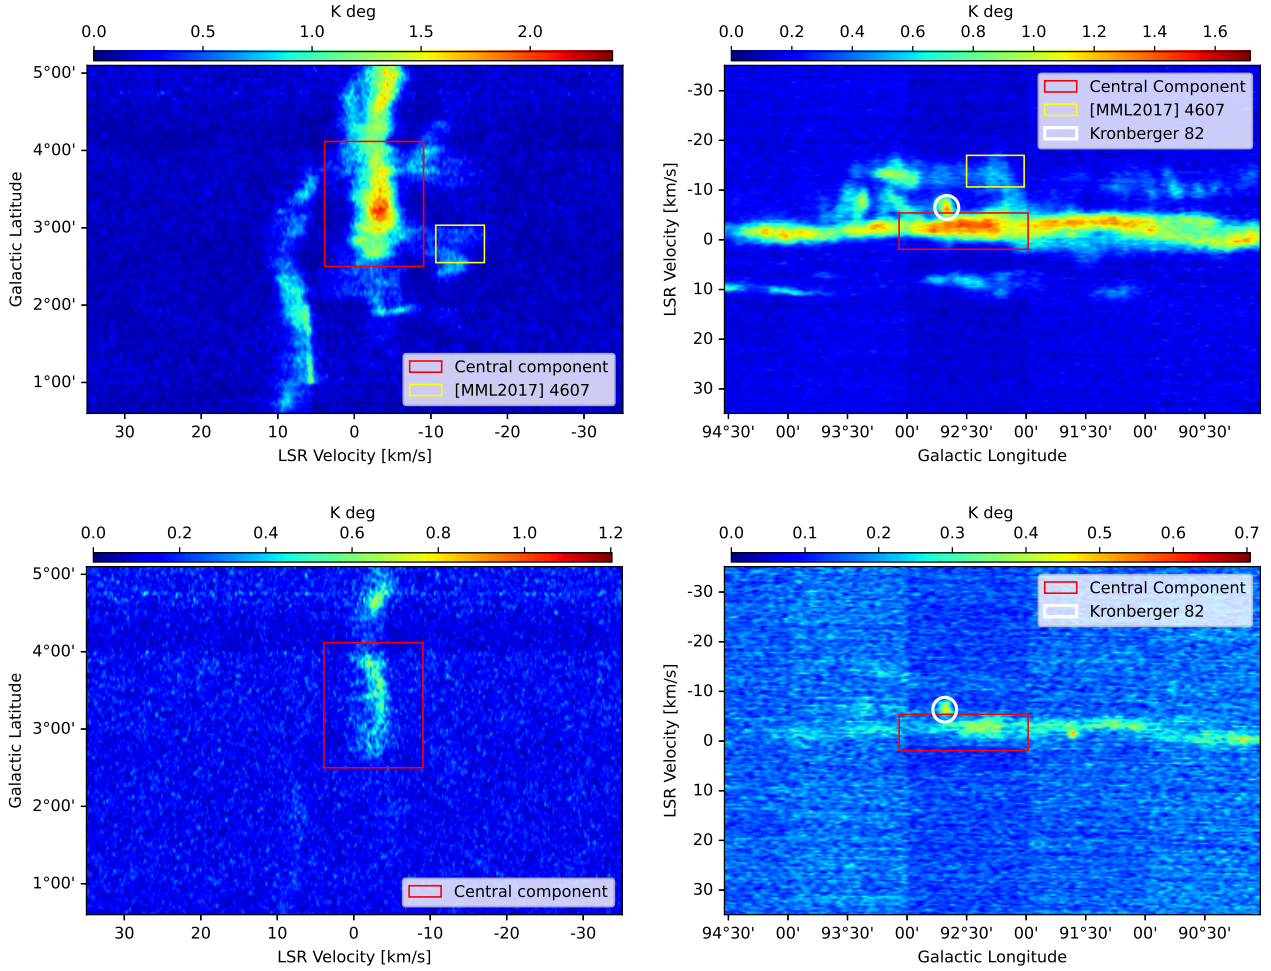 K deg
0.0 0.5 1.0 1.5 2.0
5°00'
4°00'
3°00'
2°00'
1°00'
Galactic Latitude
Central component
[MML2017] 4607
30 20 10 0 -10 -20 -30
LSR Velocity [km/s]
K deg
0.0 0.2 0.4 0.6 0.8 1.0 1.2 1.4 1.6
Central Component
[MML2017] 4607
Kronberger 82
-30
-20
-10
0
10
20
30
LSR Velocity [km/s]
94°30' 00' 93°30' 00' 92°30' 00' 91°30' 00' 90°30'
Galactic Longitude
K deg
0.0 0.2 0.4 0.6 0.8 1.0 1.2
5°00'
4°00'
3°00'
2°00'
1°00'
Galactic Latitude
Central component
30 20 10 0 -10 -20 -30
LSR Velocity [km/s]
K deg
0.0 0.1 0.2 0.3 0.4 0.5 0.6 0.7
Central Component
Kronberger 82
-30
-20
-10
0
10
20
30
LSR Velocity [km/s]
94°30' 00' 93°30' 00' 92°30' 00' 91°30' 00' 90°30'
Galactic Longitude